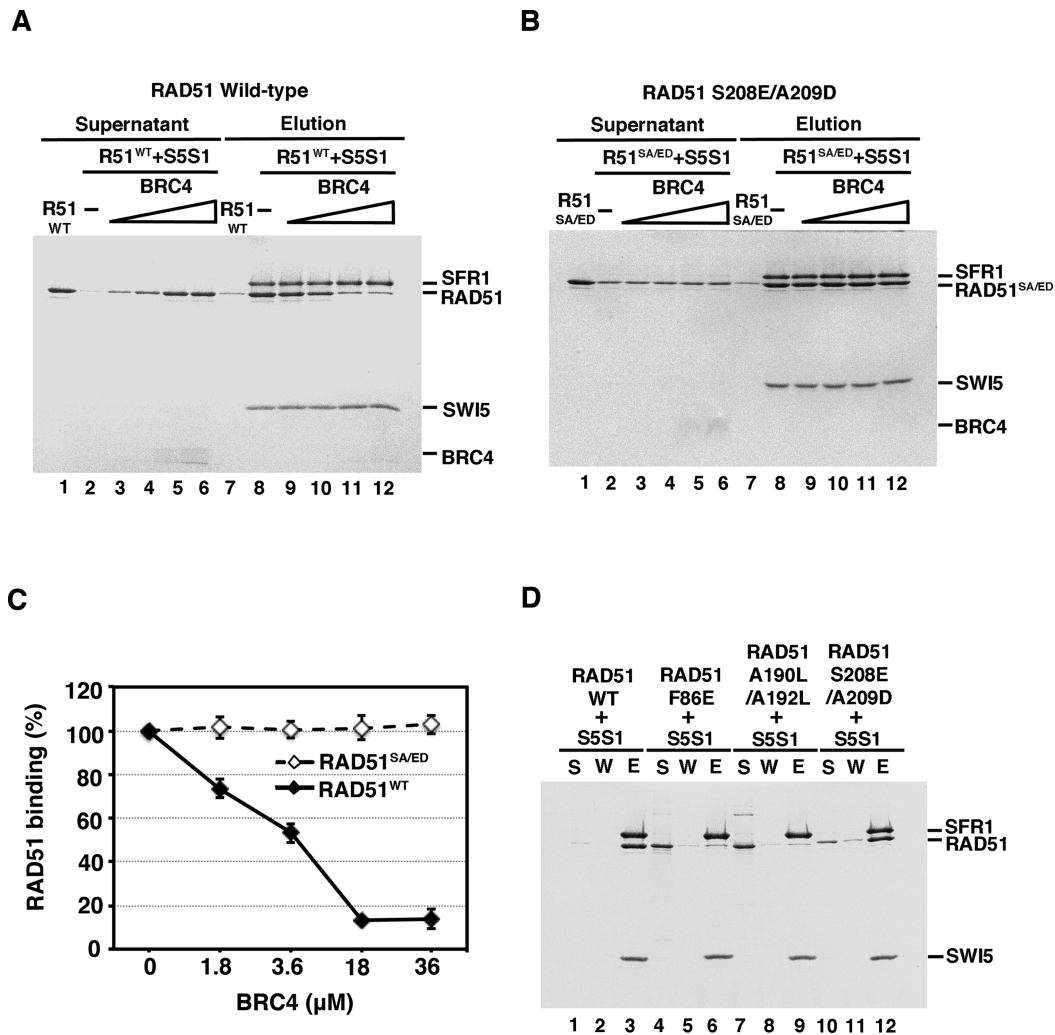 A
RAD51 Wild-type
Supernatant Elution
R51WT+S5S1 R51WT+S5S1
BRC4 BRC4
R51 WT – R51 WT –
SFR1
RAD51
SWI5
BRC4
1 2 3 4 5 6 7 8 9 10 11 12
B
RAD51 S208E/A209D
Supernatant Elution
R51SA/ED+S5S1 R51SA/ED+S5S1
BRC4 BRC4
R51 SA/ED – R51 SA/ED –
SFR1
RAD51SA/ED
SWI5
BRC4
1 2 3 4 5 6 7 8 9 10 11 12
C
RAD51 binding (%)
120
100
80
60
40
20
0
RAD51SA/ED
RAD51WT
0 1.8 3.6 18 36
BRC4 (µM)
D
RAD51 WT + S5S1
RAD51 F86E + S5S1
RAD51 A190L /A192L + S5S1
RAD51 S208E /A209D + S5S1
S W E S W E S W E S W E
SFR1
RAD51
SWI5
1 2 3 4 5 6 7 8 9 10 11 12